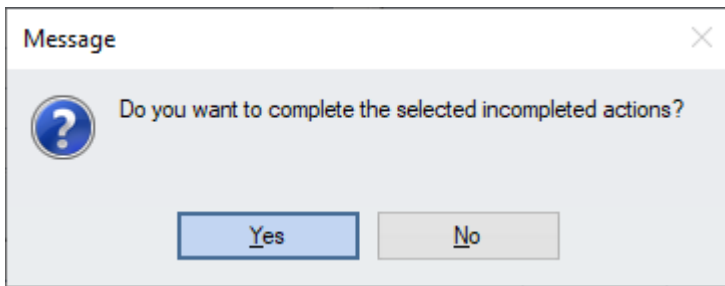 Message
Do you want to complete the selected incompleted actions?
Yes
No